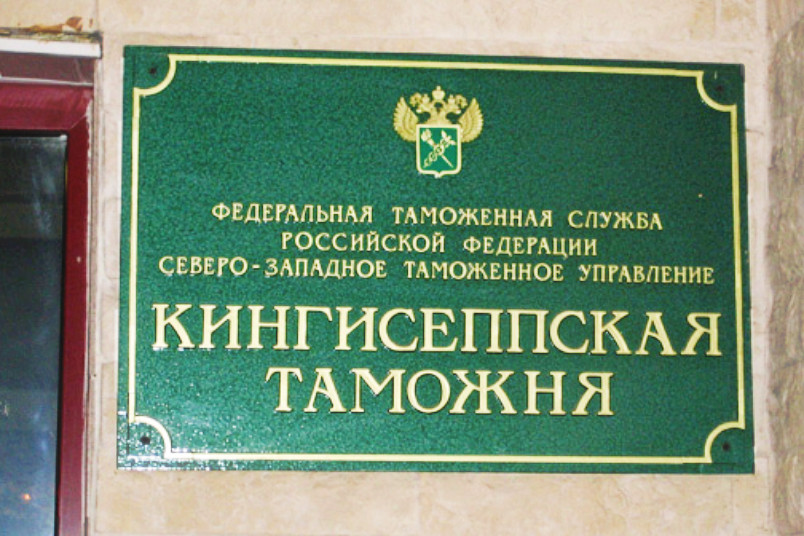 ФЕДЕРАЛЬНАЯ ТАМОЖЕННАЯ СЛУЖБА
РОССИЙСКОЙ ФЕДЕРАЦИИ
СЕВЕРО-ЗАПАДНОЕ ТАМОЖЕННОЕ УПРАВЛЕНИЕ
КИНГИСЕППСКАЯ
ТАМОЖНЯ